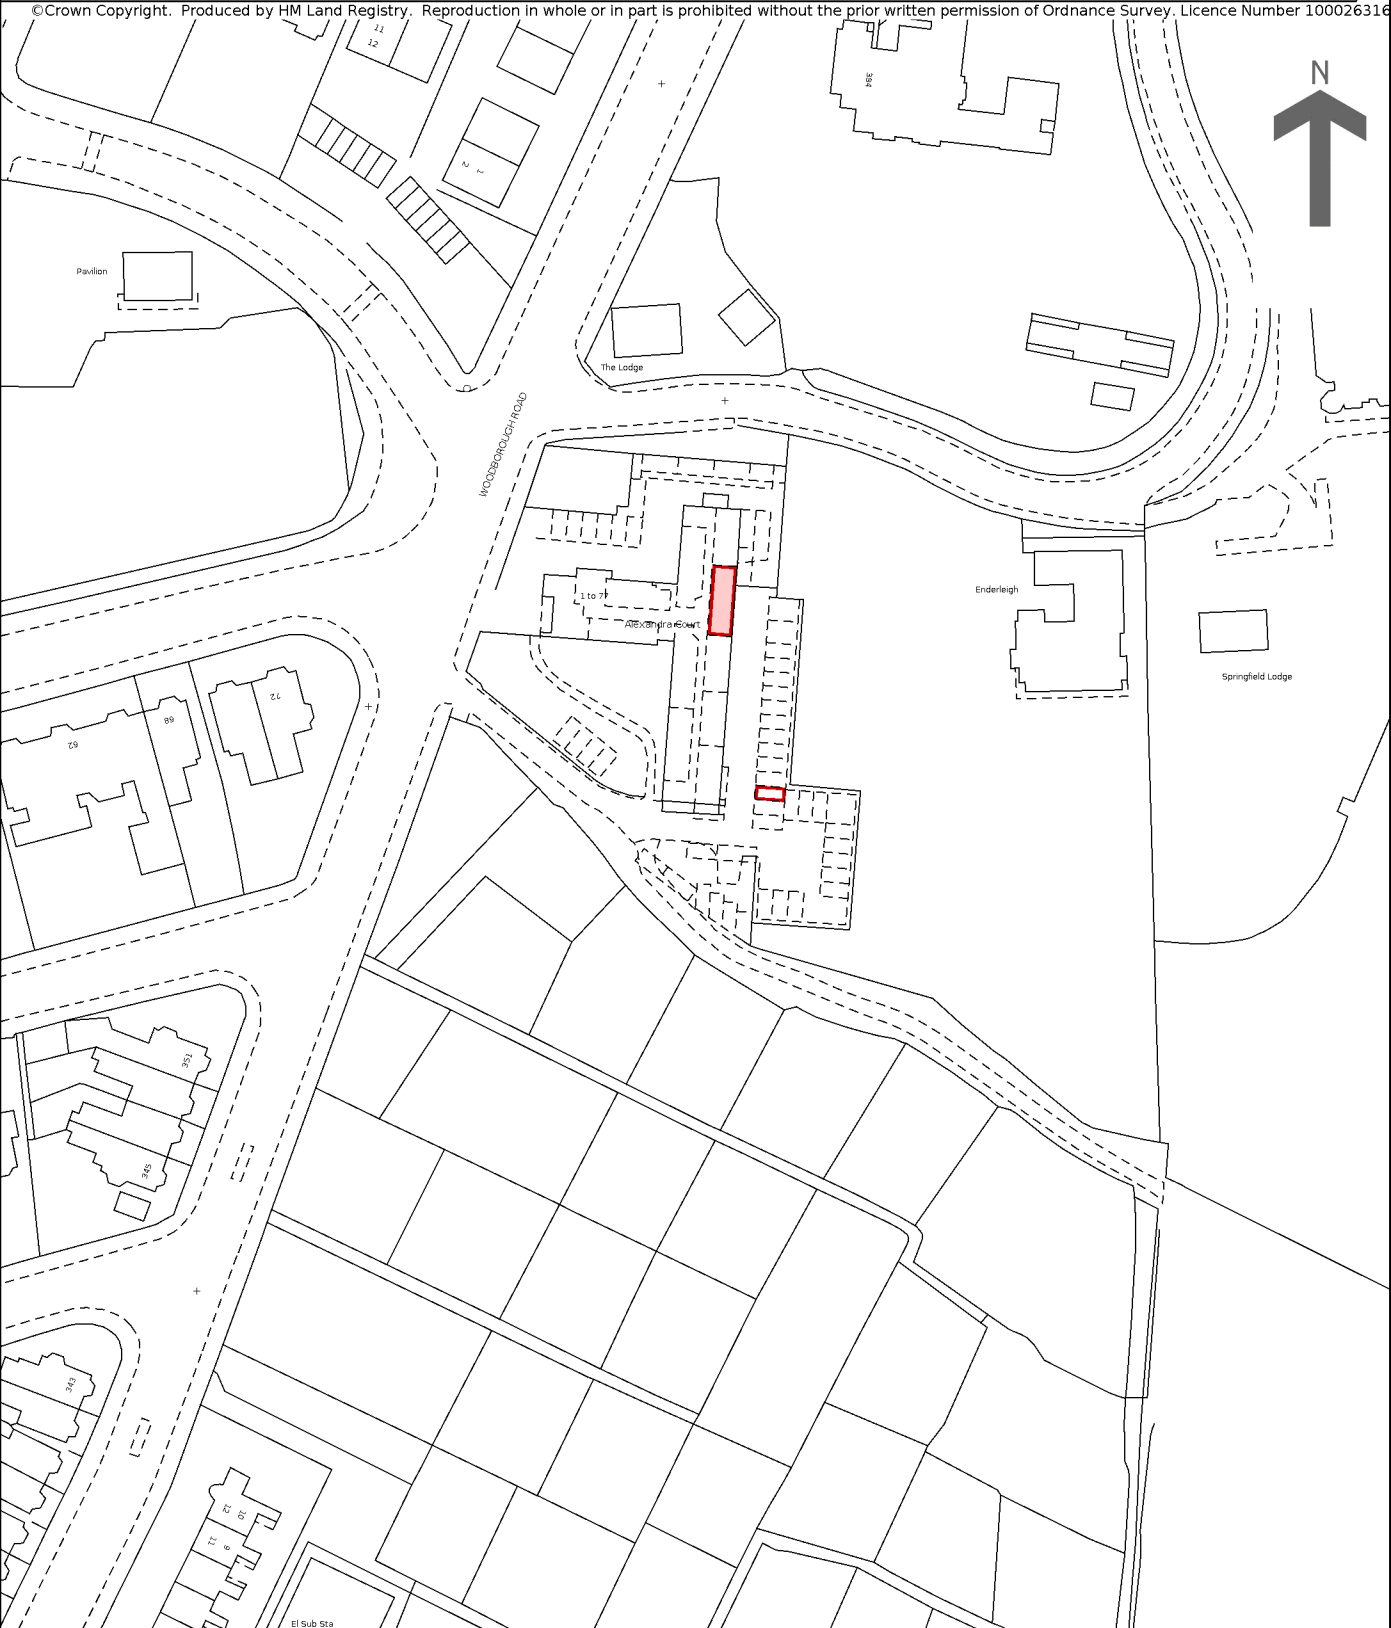 ©Crown Copyright. Produced by HM Land Registry. Reproduction in whole or in part is prohibited without the prior written permission of Ordnance Survey. Licence Number 100026316
11
12
384
N
2
1
Pavilion
The Lodge
WOODBOROUGH ROAD
Enderleigh
1 to 77
Alexandra Court
Springfield Lodge
72
68
62
351
345
343
12
10
11
9
El Sub Sta